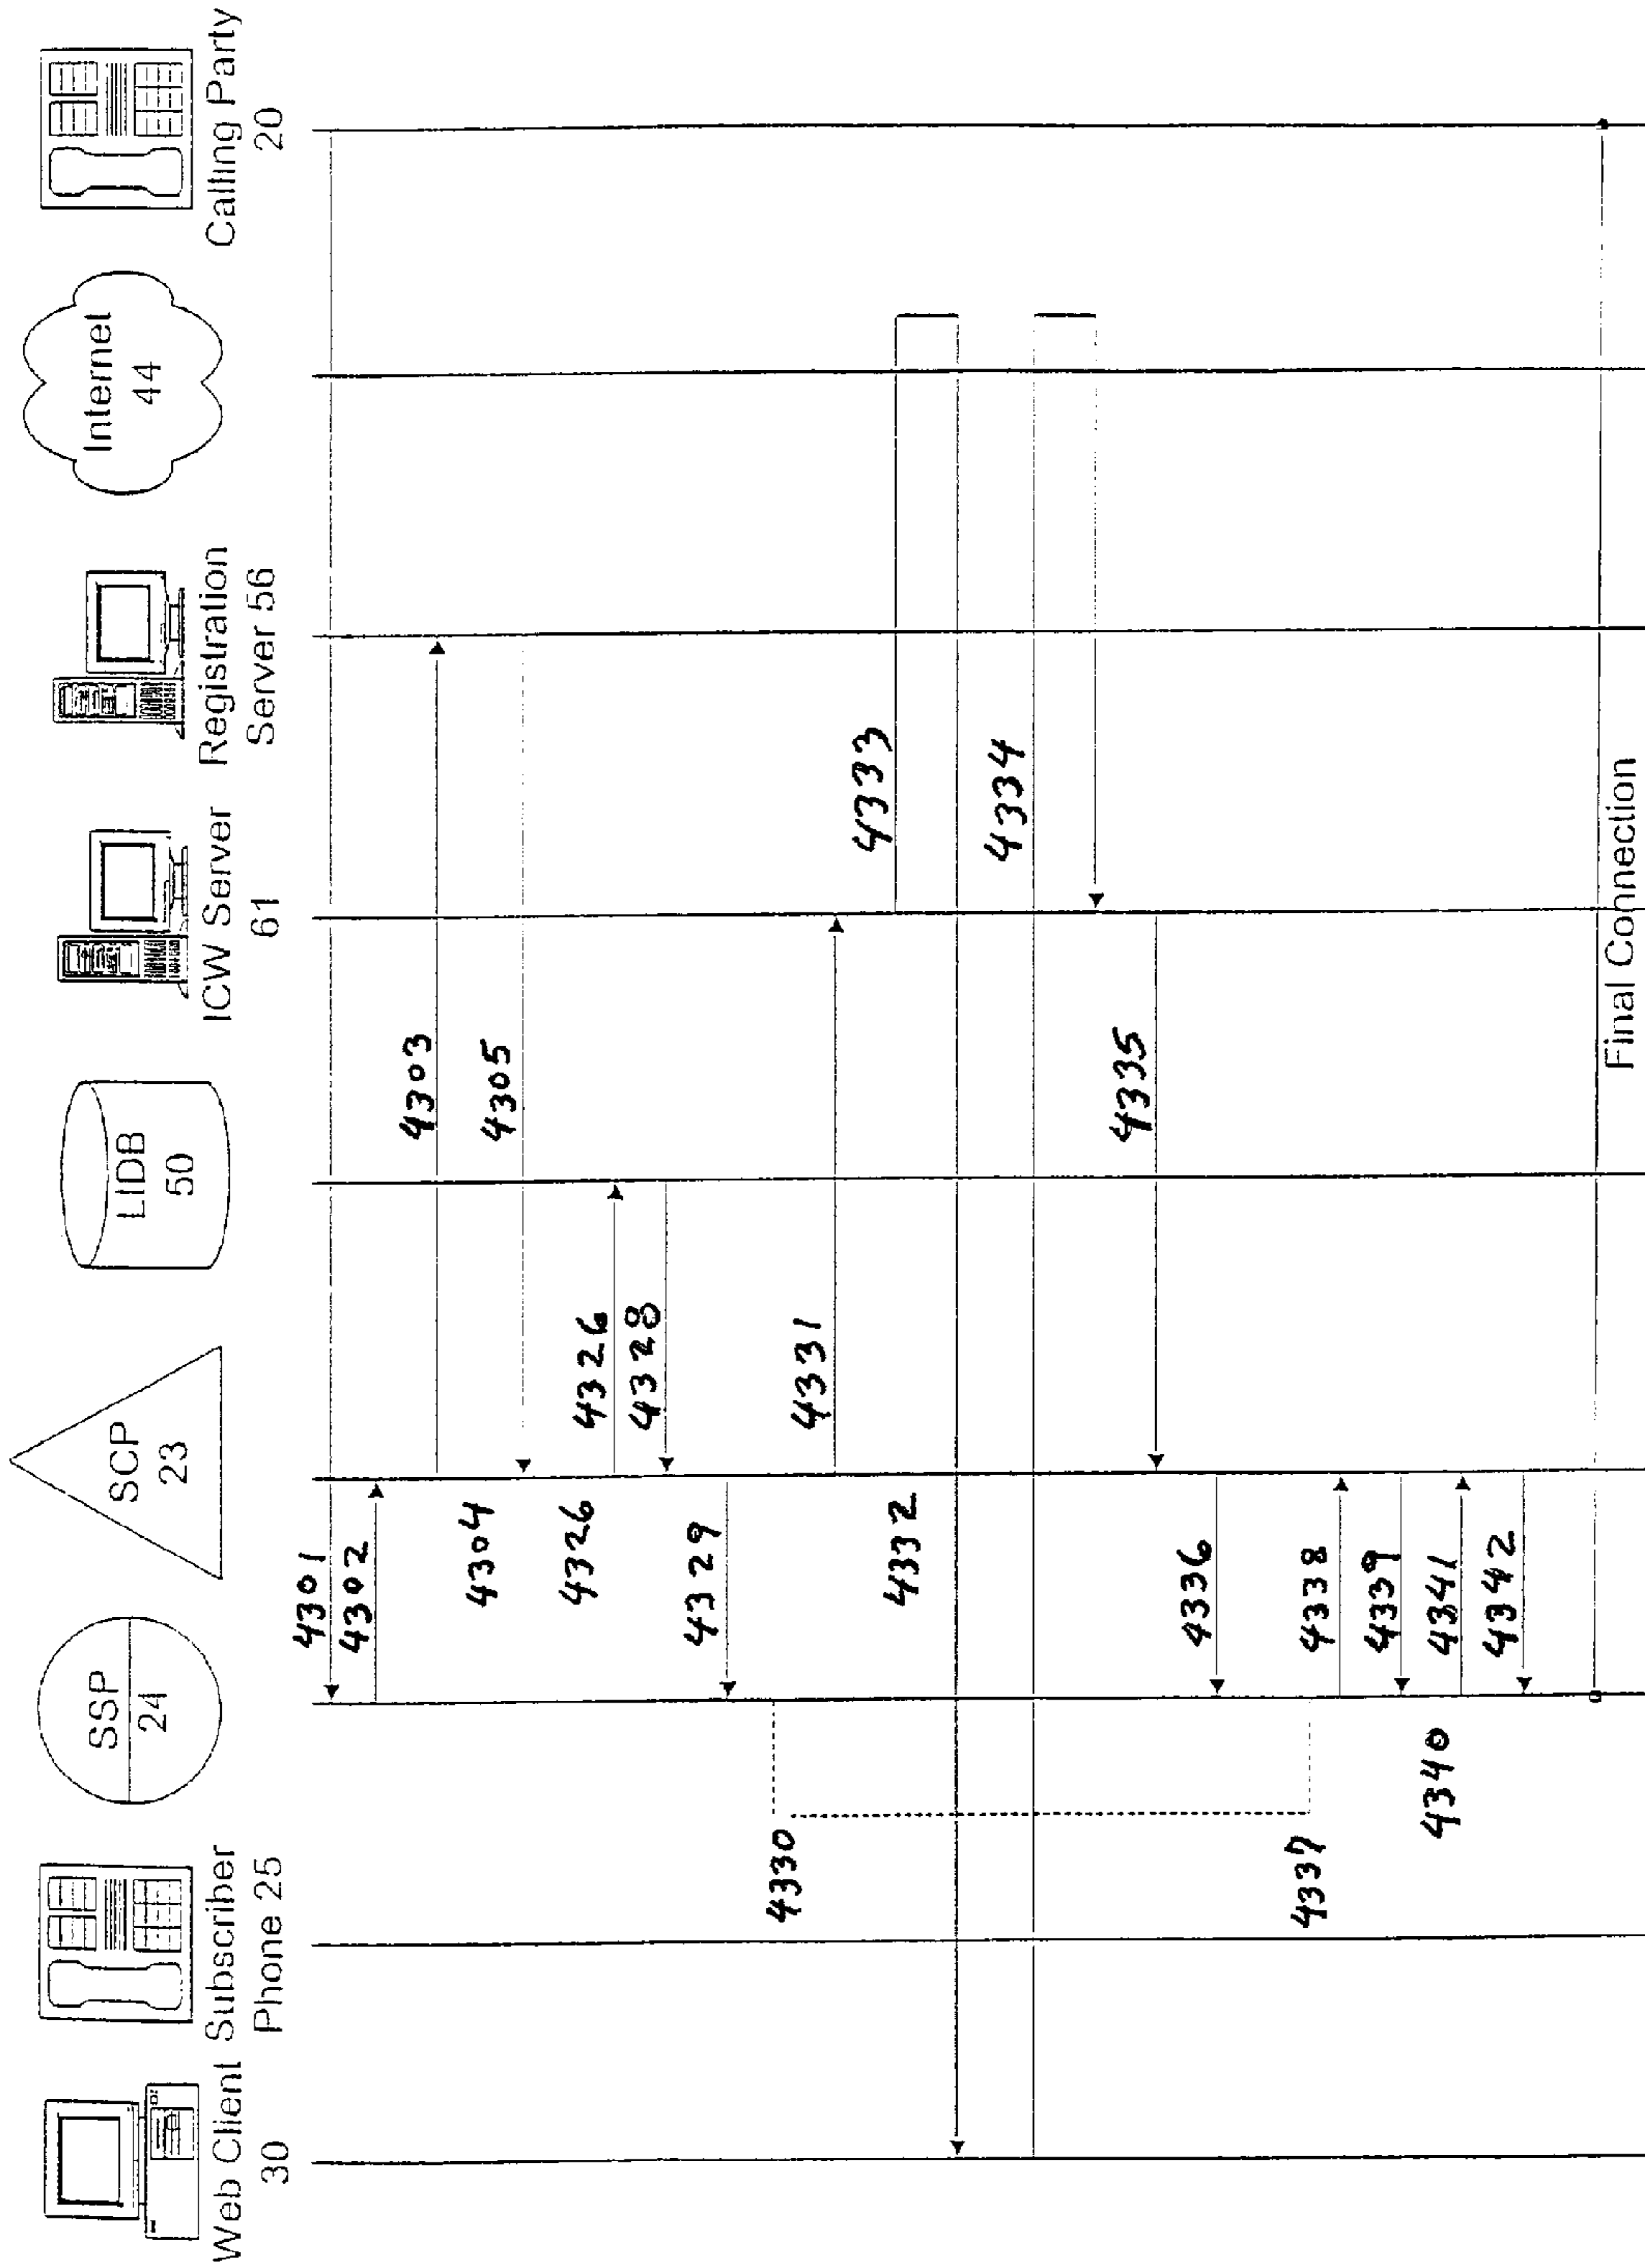 Web Client
30
Subscriber
Phone 25
SSP
24
SCP
23
LIDB
50
ICW Server
61
Registration
Server 56
Internet
44
Calling Party
20
4301
4302
4303
4304
4305
4326
4326
4328
4329
4330
4331
4332
4333
4334
4335
4336
4337
4338
4339
4340
4341
4342
Final Connection